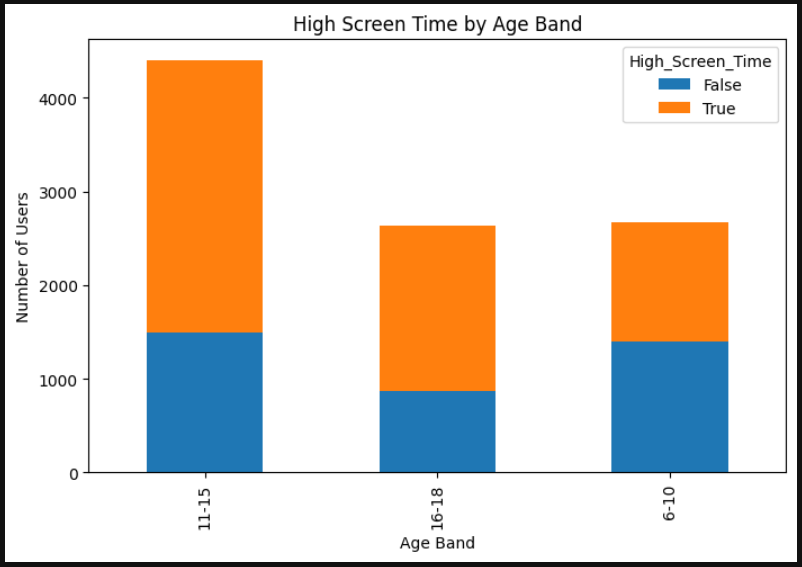 High Screen Time by Age Band
High_Screen_Time
False
True
4000
3000
2000
1000
0
Number of Users
11-15
16-18
6-10
Age Band